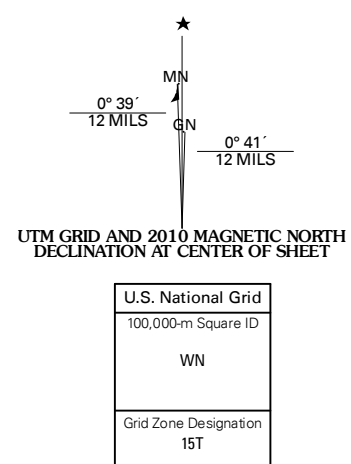 MN
0° 39´
12 MILS
GN
0° 41´
12 MILS
UTM GRID AND 2010 MAGNETIC NORTH
DECLINATION AT CENTER OF SHEET
U.S. National Grid
100,000-m Square ID
WN
Grid Zone Designation
15T